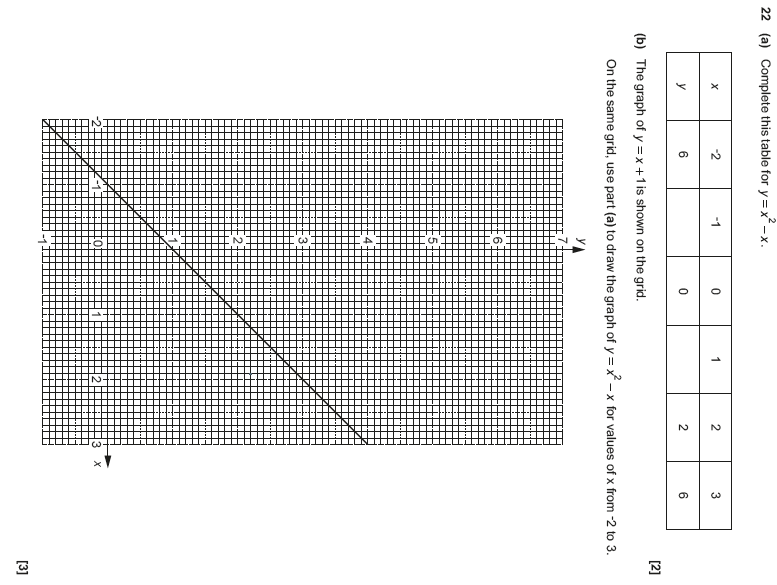 22 (a) Complete this table for y = x² – x.
x -2 -1 0 1 2 3
y 6 0 2 6
[2]
(b) The graph of y = x + 1 is shown on the grid.
On the same grid, use part (a) to draw the graph of y = x² – x for values of x from -2 to 3.
y
7
6
5
4
3
2
1
-2 -1 0 1 2 3 x
-1
[3]